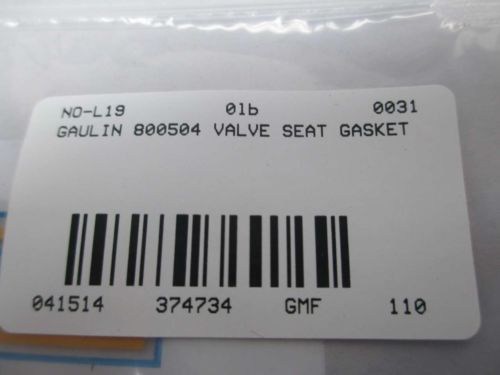 NO-L19 01b 0031
GAULIN 800504 VALVE SEAT GASKET
041514 374734 GMF 110